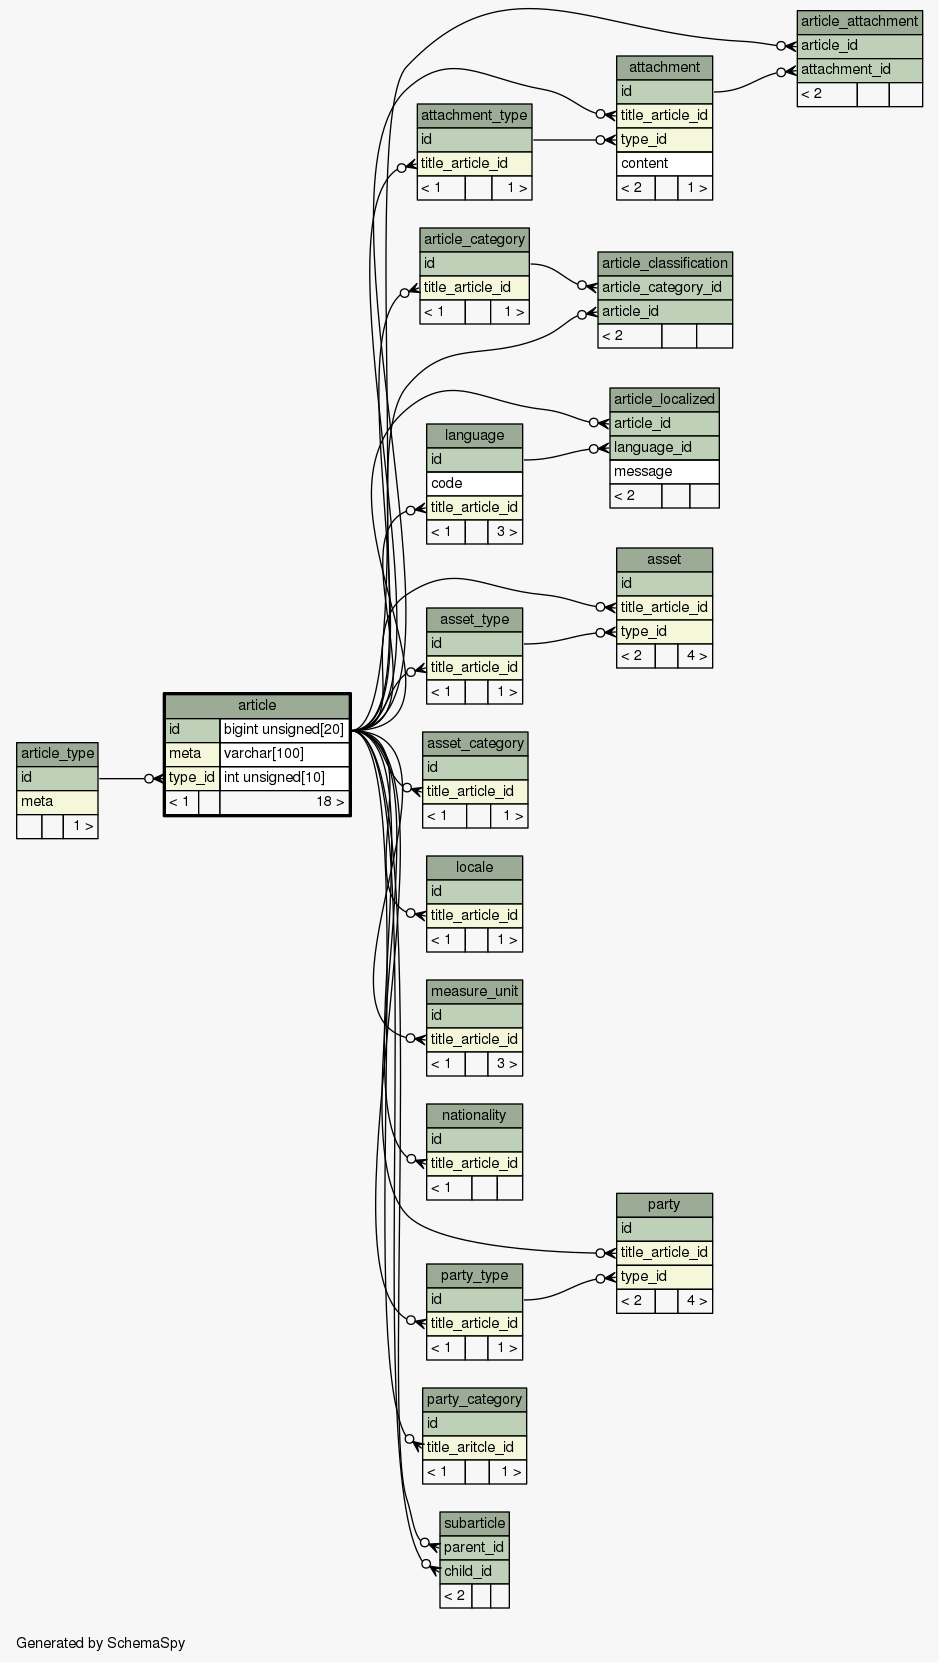 article_attachment
article_id
attachment_id
< 2
attachment
id
title_article_id
type_id
content
< 2 1 >
attachment_type
id
title_article_id
< 1 1 >
article_category
id
title_article_id
< 1 1 >
article_classification
article_category_id
article_id
< 2
article_localized
article_id
language_id
message
< 2
language
id
code
title_article_id
< 1 3 >
asset
id
title_article_id
type_id
< 2 4 >
asset_type
id
title_article_id
< 1 1 >
article
id bigint unsigned[20]
meta varchar[100]
type_id int unsigned[10]
< 1 18 >
article_type
id
meta
1 >
asset_category
id
title_article_id
< 1 1 >
locale
id
title_article_id
< 1 1 >
measure_unit
id
title_article_id
< 1 3 >
nationality
id
title_article_id
< 1
party
id
title_article_id
type_id
< 2 4 >
party_type
id
title_article_id
< 1 1 >
party_category
id
title_aritcle_id
< 1 1 >
subarticle
parent_id
child_id
< 2
Generated by SchemaSpy